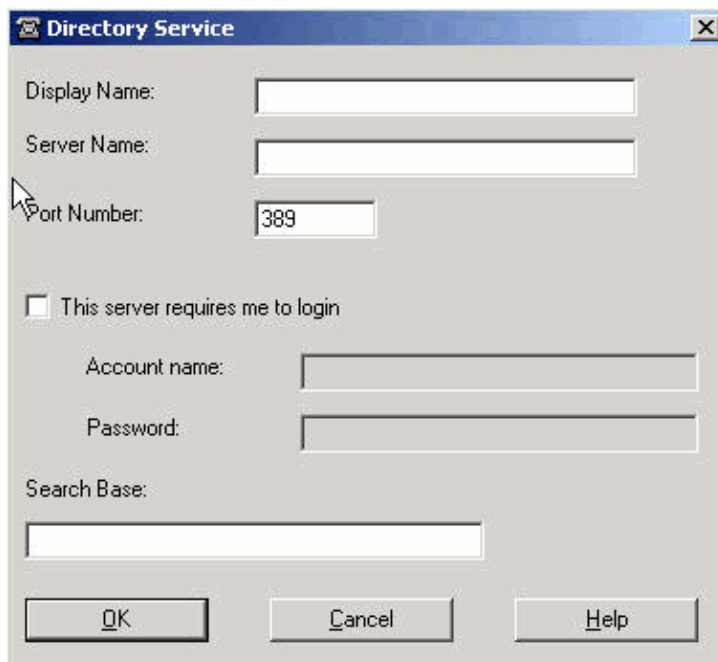 Directory Service
Display Name:
Server Name:
Port Number:
389
This server requires me to login
Account name:
Password:
Search Base:
OK
Cancel
Help